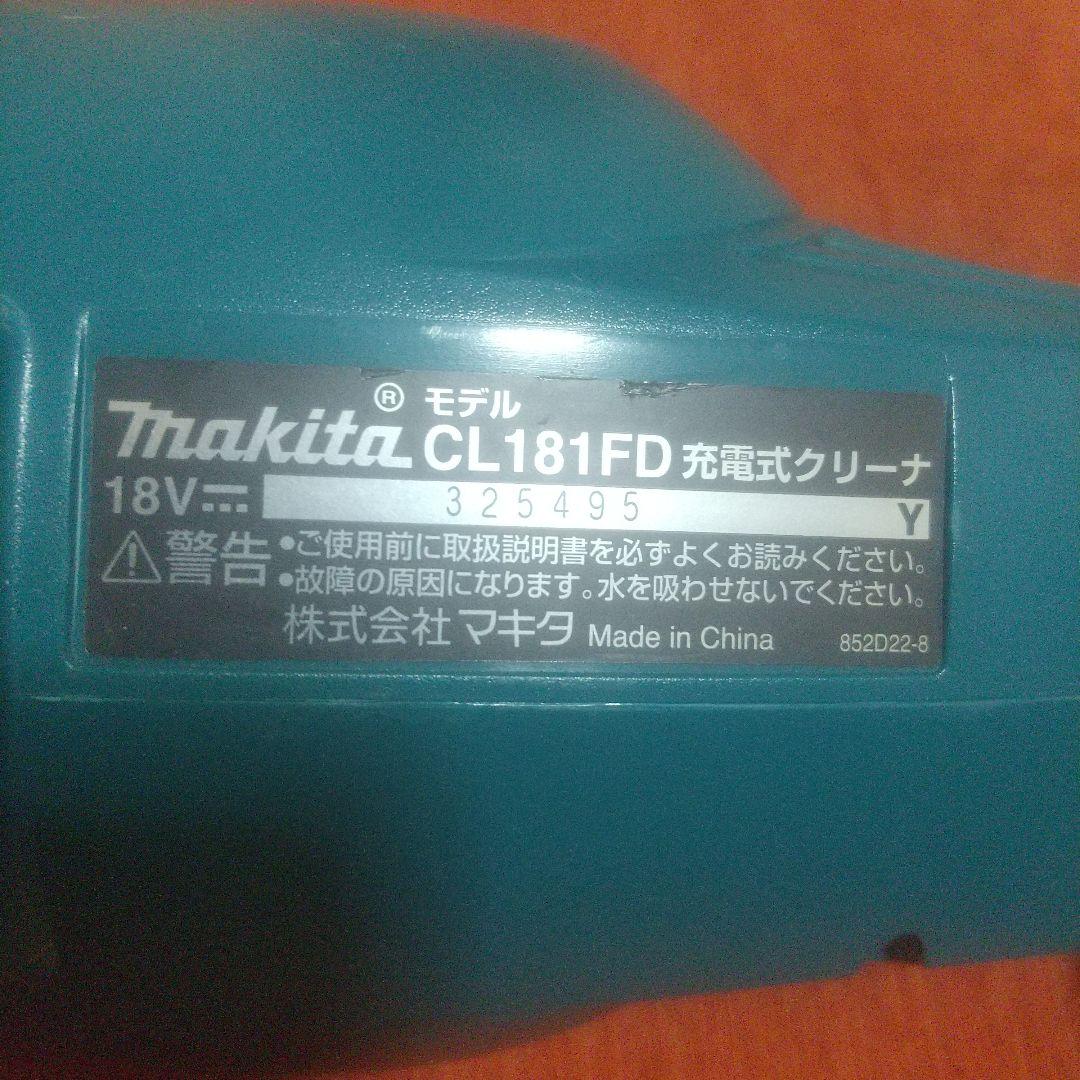 makita® モデル CL181FD 充電式クリーナ
18V 325495 Y
警告 •ご使用前に取扱説明書を必ずよくお読みください。
•故障の原因になります。水を吸わせないでください。
株式会社マキタ Made in China 852D22-8